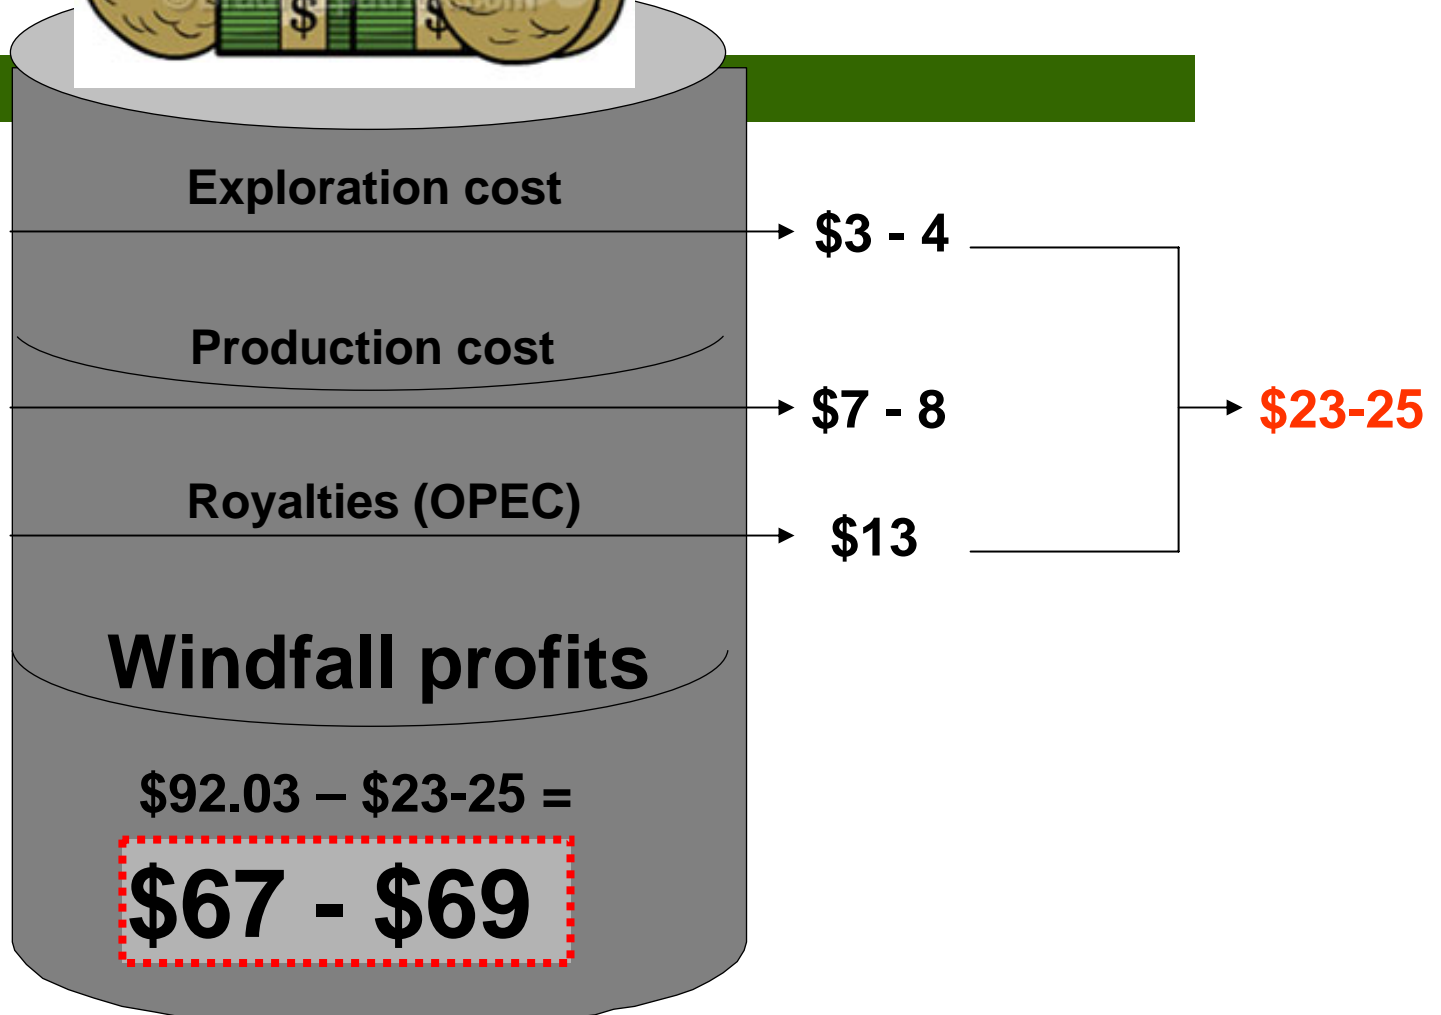 $ $
Exploration cost
$3 - 4
Production cost
$7 - 8
$23-25
Royalties (OPEC)
$13
Windfall profits
$92.03 – $23-25 =
$67 - $69